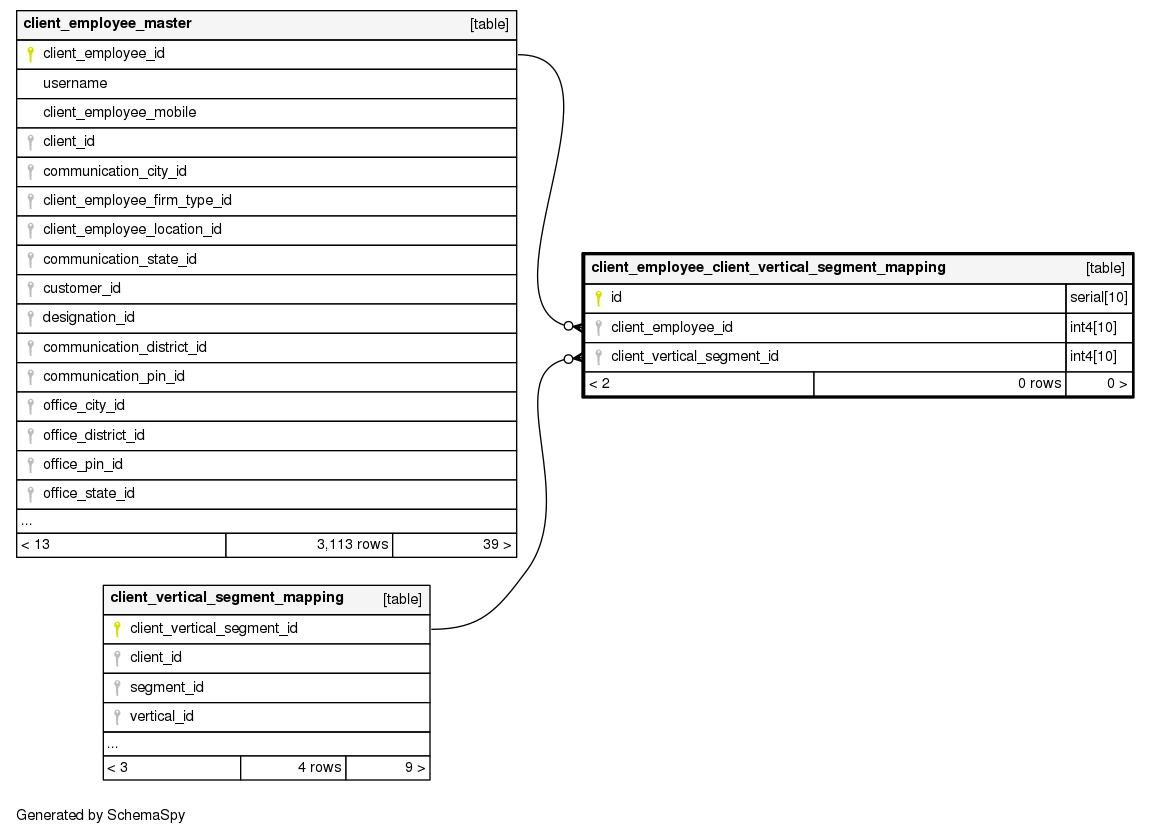 client_employee_master [table]
client_employee_id
username
client_employee_mobile
client_id
communication_city_id
client_employee_firm_type_id
client_employee_location_id
communication_state_id
customer_id
designation_id
communication_district_id
communication_pin_id
office_city_id
office_district_id
office_pin_id
office_state_id
...
< 13 3,113 rows 39 >
client_employee_client_vertical_segment_mapping [table]
id serial[10]
client_employee_id int4[10]
client_vertical_segment_id int4[10]
< 2 0 rows 0 >
client_vertical_segment_mapping [table]
client_vertical_segment_id
client_id
segment_id
vertical_id
...
< 3 4 rows 9 >
Generated by SchemaSpy